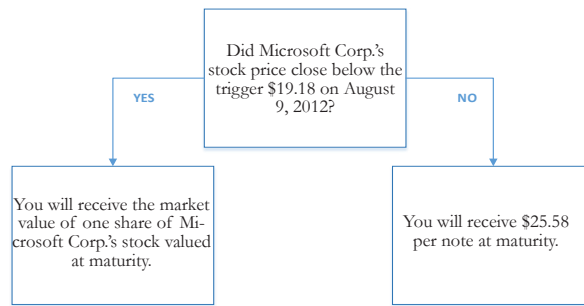 Did Microsoft Corp.'s
stock price close below the
trigger $19.18 on August
9, 2012?
YES
NO
You will receive the market
value of one share of Mi-
crosoft Corp.'s stock valued
at maturity.
You will receive $25.58
per note at maturity.